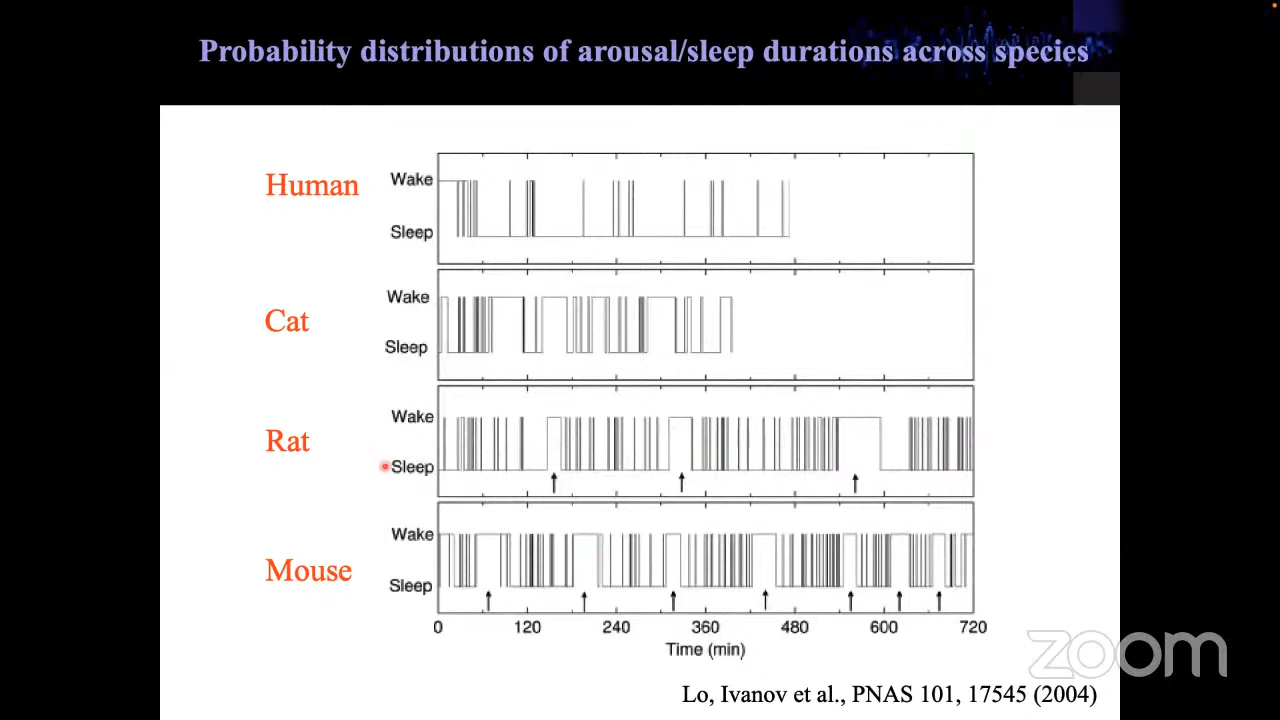 Probability distributions of arousal/sleep durations across species
Human
Wake
Sleep
Cat
Wake
Sleep
Rat
Wake
Sleep
Mouse
Wake
Sleep
0 120 240 360 480 600 720
Time (min)
zoom
Lo, Ivanov et al., PNAS 101, 17545 (2004)